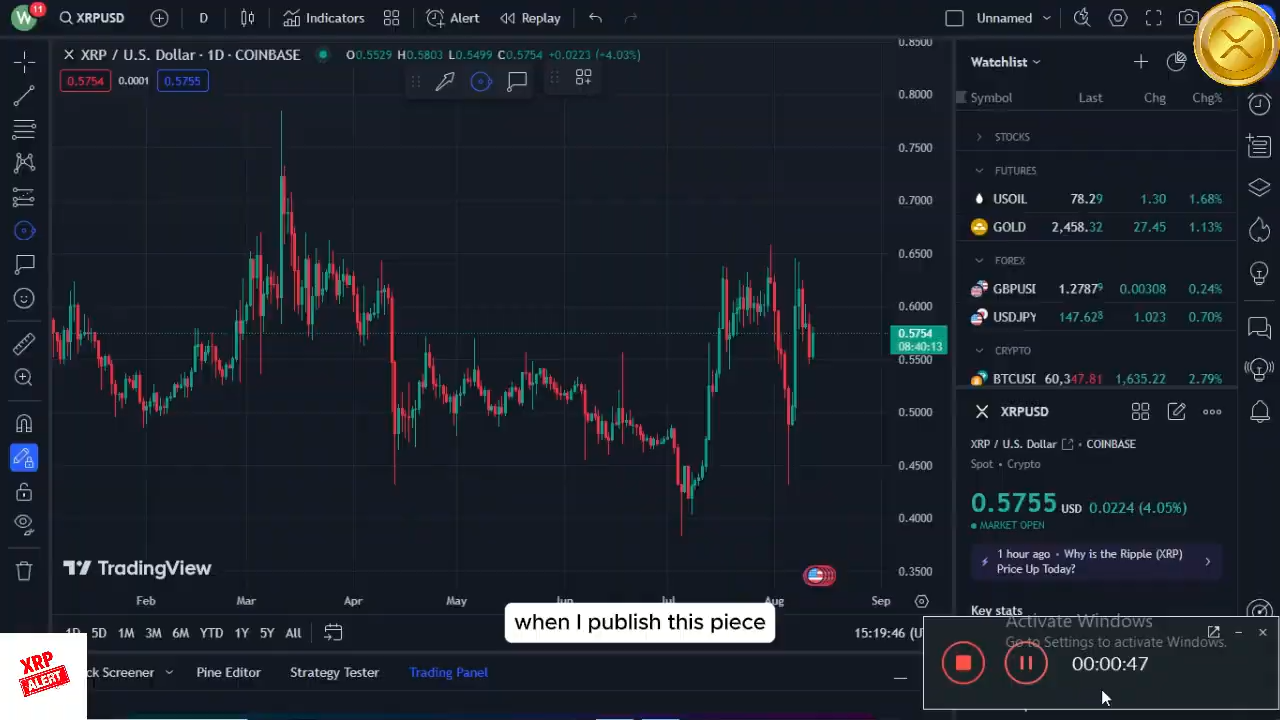 W
11
XRPUSD
D
Indicators
Alert
Replay
Unnamed
XRP / U.S. Dollar · 1D · COINBASE
O0.5529 H0.5803 L0.5499 C0.5754 +0.0223 (+4.03%)
0.5754
0.0001
0.5755
0.8500
0.8000
0.7500
0.7000
0.6500
0.6000
0.5754
08:40:13
0.5500
0.5000
0.4500
0.4000
0.3500
TradingView
Feb
Mar
Apr
May
Jun
Jul
Aug
Sep
when I publish this piece
1D 5D 1M 3M 6M YTD 1Y 5Y All
15:19:46 (U
XRP
ALERT
ck Screener
Pine Editor
Strategy Tester
Trading Panel
Watchlist
Symbol Last Chg Chg%
STOCKS
FUTURES
USOIL 78.29 1.30 1.68%
GOLD 2,458.32 27.45 1.13%
FOREX
GBPUSI 1.27879 0.00308 0.24%
USDJPY 147.628 1.023 0.70%
CRYPTO
BTCUSI 60,347.81 1,635.22 2.79%
XRPUSD
XRP / U.S. Dollar · COINBASE
Spot · Crypto
0.5755 USD 0.0224 (4.05%)
MARKET OPEN
1 hour ago · Why is the Ripple (XRP)
Price Up Today?
Key stats
Activate Windows
Go to Settings to activate Windows.
00:00:47